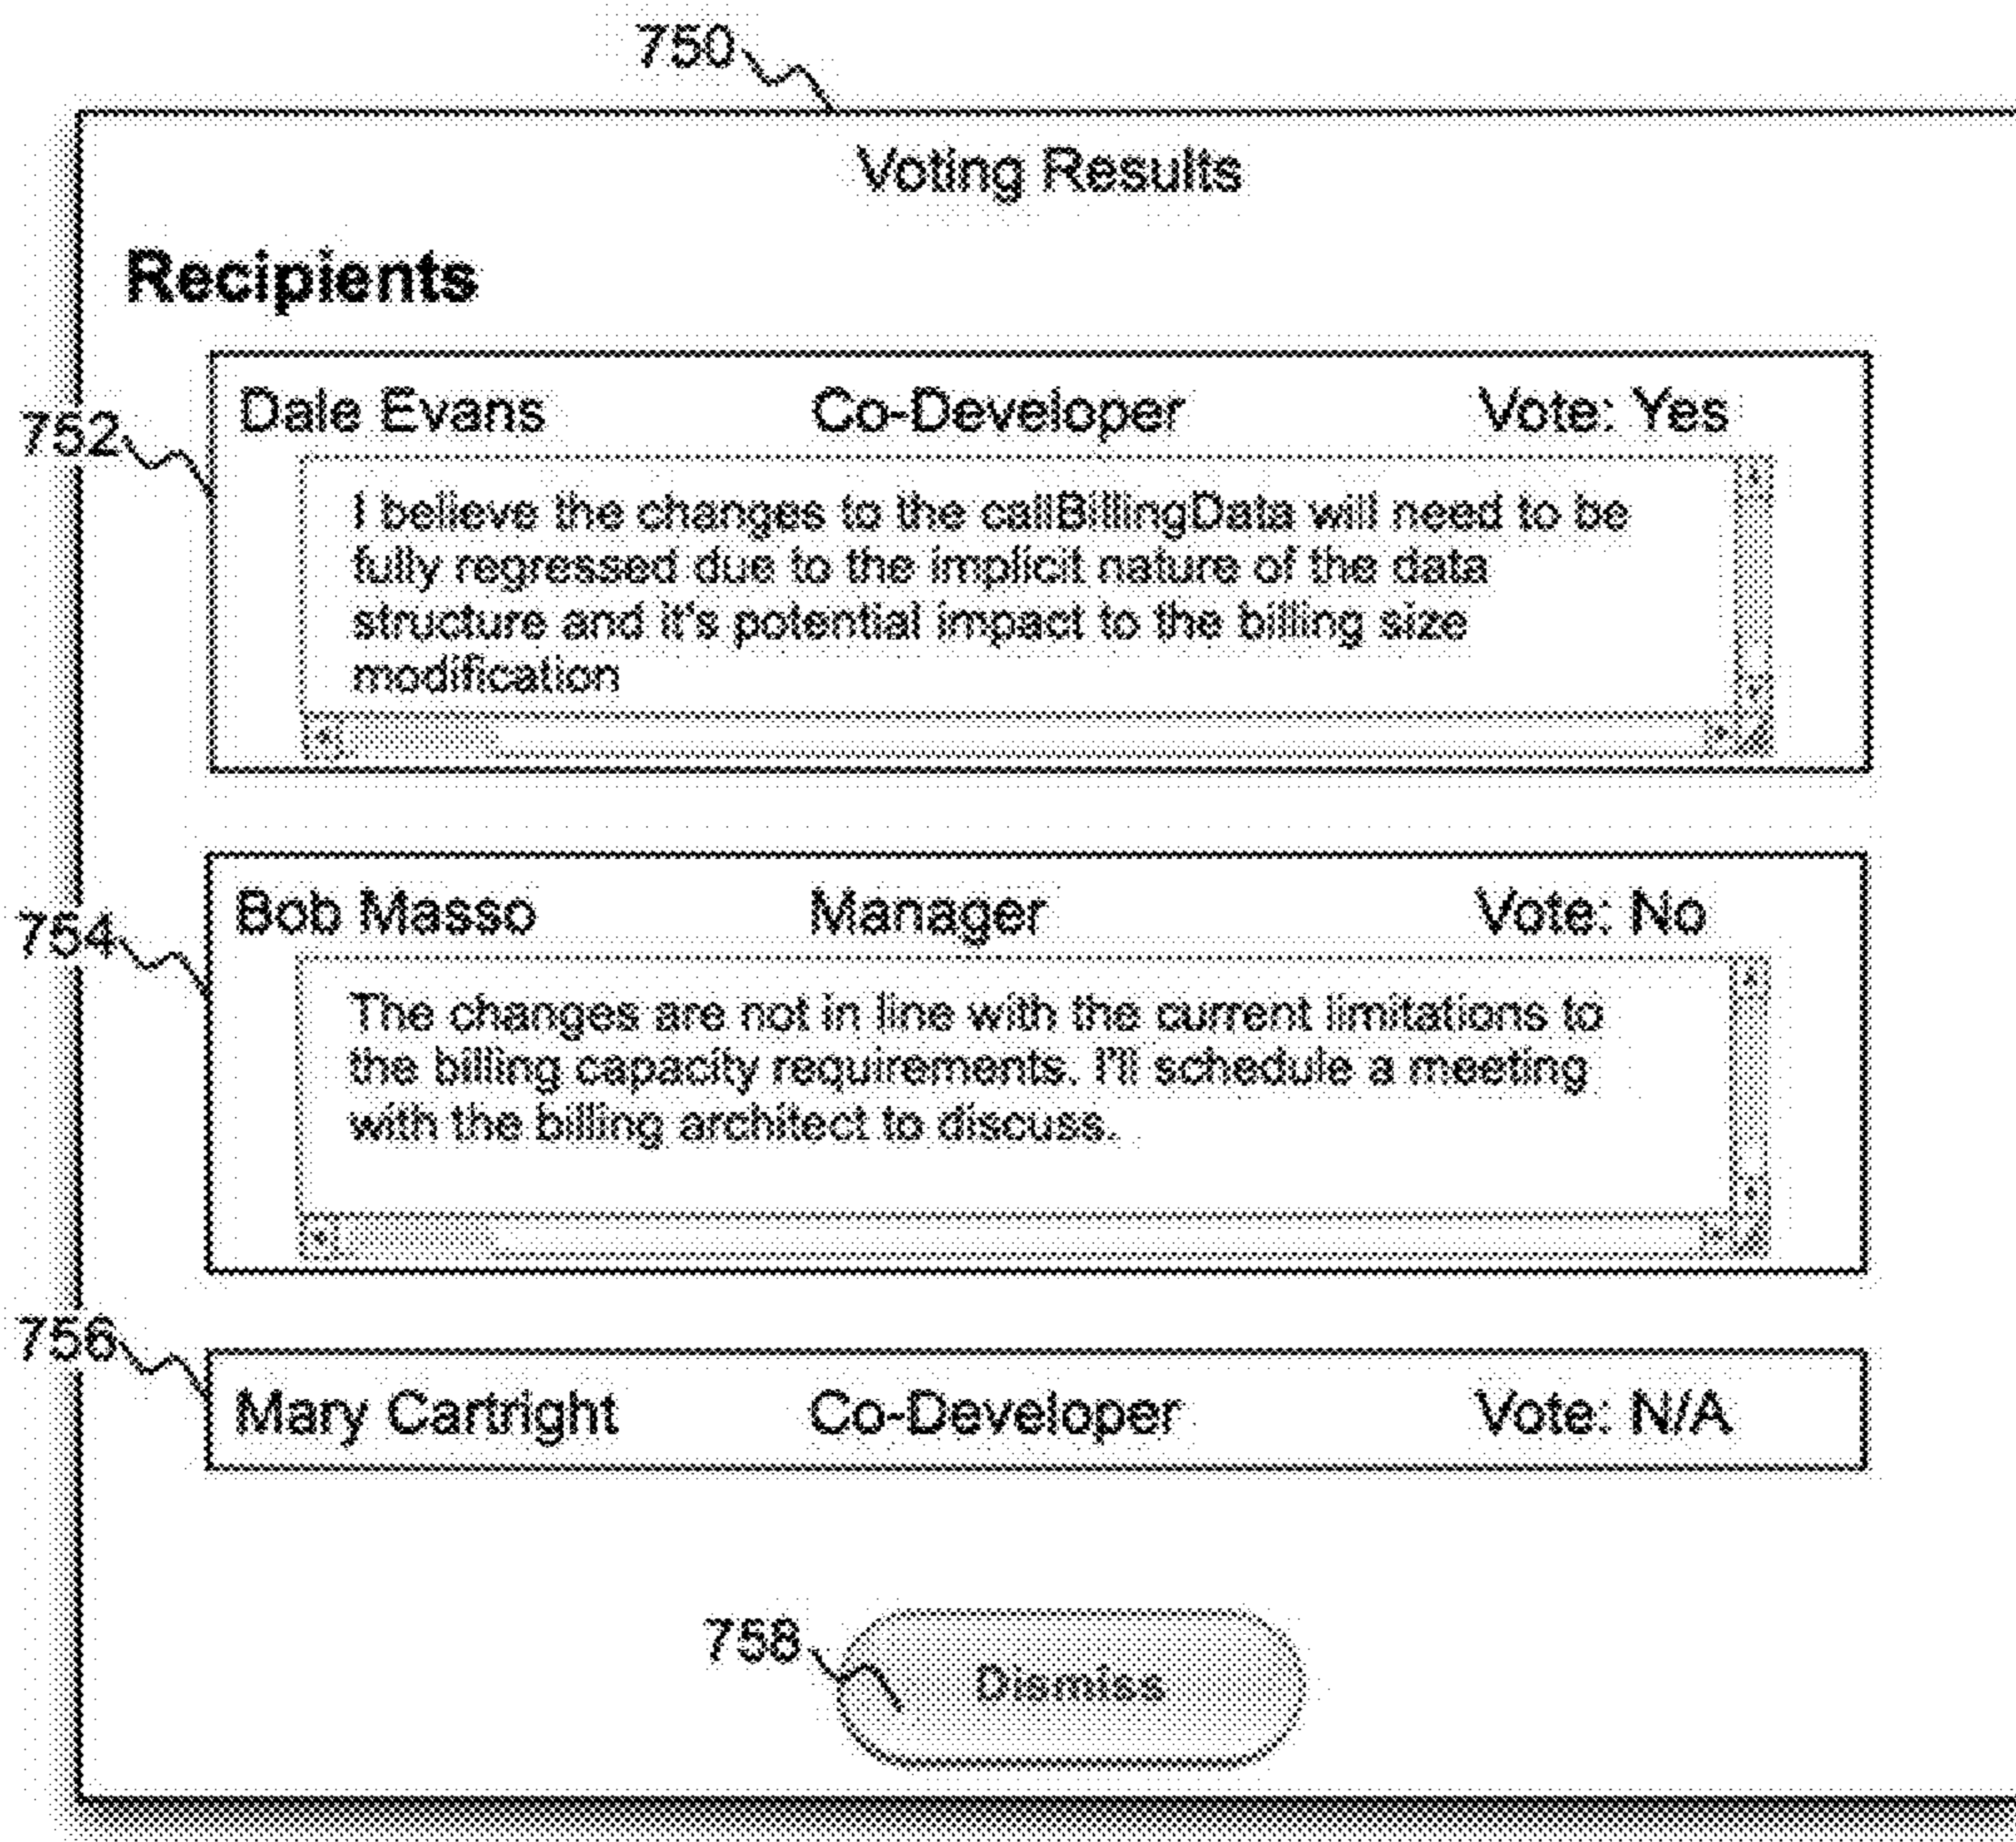 750
Voting Results
Recipients
752
Dale Evans Co-Developer Vote: Yes
I believe the changes to the callBillingData will need to be
fully regressed due to the implicit nature of the data
structure and it's potential impact to the billing size
modification
754
Bob Masso Manager Vote: No
The changes are not in line with the current limitations to
the billing capacity requirements. I'll schedule a meeting
with the billing architect to discuss.
756
Mary Cartright Co-Developer Vote: N/A
758
Dismiss